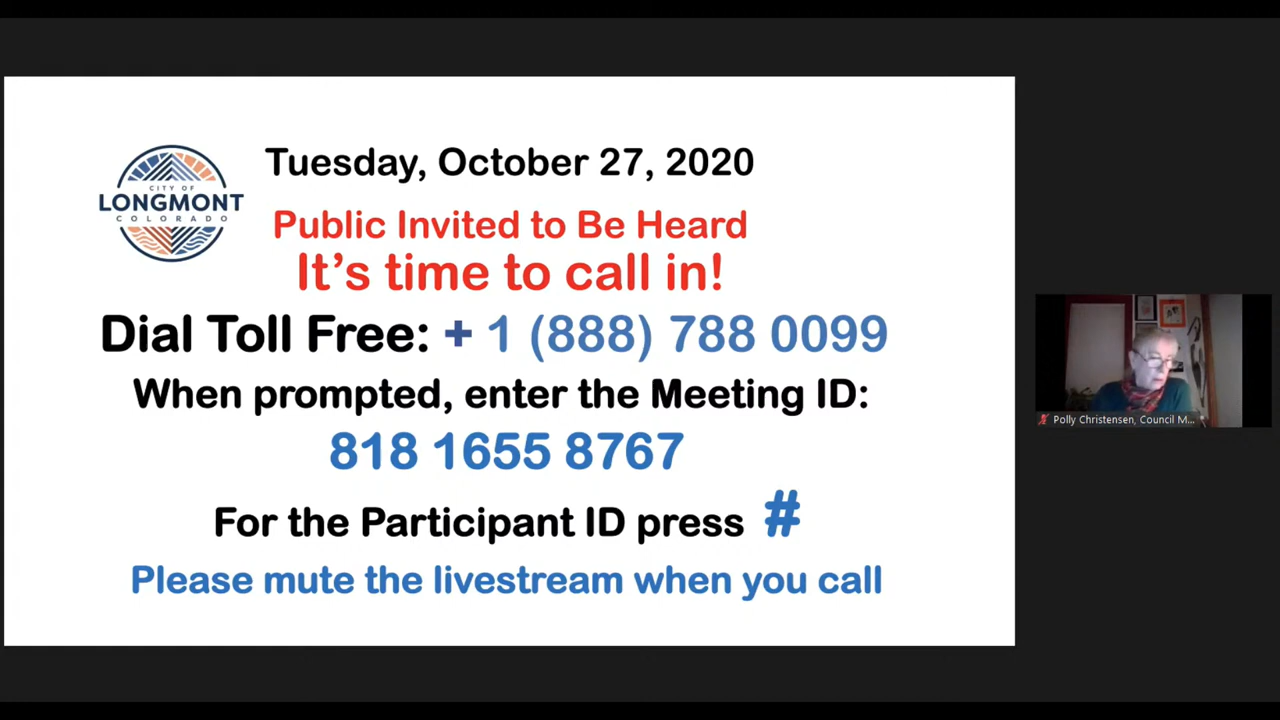 Tuesday, October 27, 2020
CITY OF
LONGMONT
COLORADO
Public Invited to Be Heard
It's time to call in!
Dial Toll Free: + 1 (888) 788 0099
When prompted, enter the Meeting ID:
818 1655 8767
For the Participant ID press #
Please mute the livestream when you call
Polly Christensen, Council M...